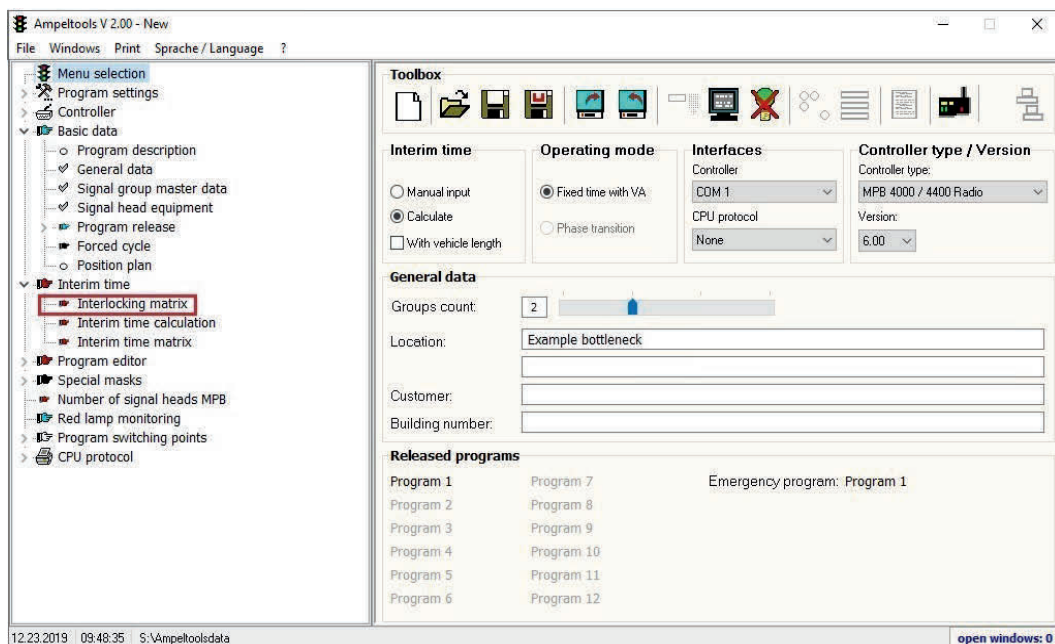 Ampeltools V 2.00 - New
File Windows Print Sprache / Language ?
Menu selection
Program settings
Controller
Basic data
Program description
General data
Signal group master data
Signal head equipment
Program release
Forced cycle
Position plan
Interim time
Interlocking matrix
Interim time calculation
Interim time matrix
Program editor
Special masks
Number of signal heads MPB
Red lamp monitoring
Program switching points
CPU protocol
Toolbox
Interim time
Manual input
Calculate
With vehicle length
Operating mode
Fixed time with VA
Phase transition
Interfaces
Controller
COM 1
CPU protocol
None
Controller type / Version
Controller type:
MPB 4000 / 4400 Radio
Version:
6.00
General data
Groups count: 2
Location: Example bottleneck
Customer:
Building number:
Released programs
Program 1 Program 7 Emergency program: Program 1
Program 2 Program 8
Program 3 Program 9
Program 4 Program 10
Program 5 Program 11
Program 6 Program 12
12.23.2019 09:48:35 S:\Ampeltoolsdata open windows: 0